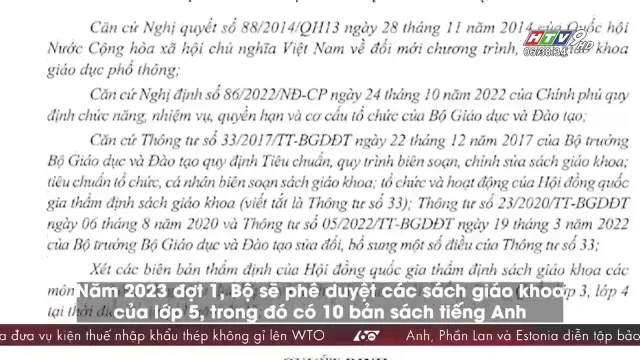 Căn cứ Nghị quyết số 88/2014/QH13 ngày 28 tháng 11 năm 2014 của Quốc hội
Nước Cộng hòa xã hội chủ nghĩa Việt Nam về đổi mới chương trình, sách giáo khoa
giáo dục phổ thông;
HTV9 HD
06:30:34
Căn cứ Nghị định số 86/2022/NĐ-CP ngày 24 tháng 10 năm 2022 của Chính phủ quy
định chức năng, nhiệm vụ, quyền hạn và cơ cấu tổ chức của Bộ Giáo dục và Đào tạo;
Căn cứ Thông tư số 33/2017/TT-BGDĐT ngày 22 tháng 12 năm 2017 của Bộ trưởng
Bộ Giáo dục và Đào tạo quy định Tiêu chuẩn, quy trình biên soạn, chỉnh sửa sách giáo khoa;
tiêu chuẩn tổ chức, cá nhân biên soạn sách giáo khoa; tổ chức và hoạt động của Hội đồng quốc
gia thẩm định sách giáo khoa (viết tắt là Thông tư số 33); Thông tư số 23/2020/TT-BGDĐT
ngày 06 tháng 8 năm 2020 và Thông tư số 05/2022/TT-BGDĐT ngày 19 tháng 3 năm 2022
của Bộ trưởng Bộ Giáo dục và Đào tạo sửa đổi, bổ sung một số điều của Thông tư số 33;
Xét các biên bản thẩm định của Hội đồng quốc gia thẩm định sách giáo khoa các
môn lớp 3, lớp 4
tại thời
Năm 2023 đợt 1, Bộ sẽ phê duyệt các sách giáo khoa
của lớp 5, trong đó có 10 bản sách tiếng Anh
a đưa vụ kiện thuế nhập khẩu thép không gỉ lên WTO 60 Anh, Phần Lan và Estonia diễn tập bảo